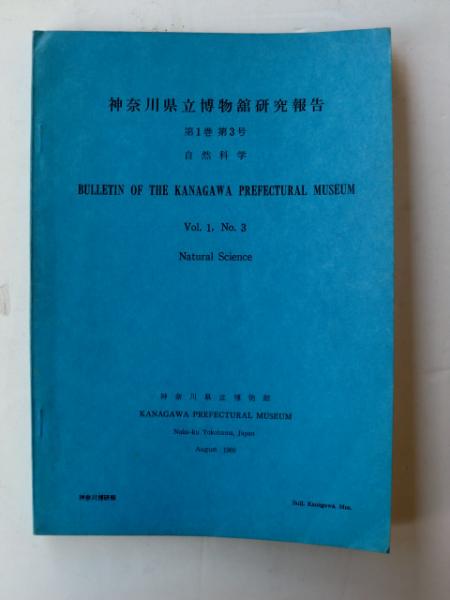 神奈川県立博物館研究報告
第1巻 第3号
自然科学
BULLETIN OF THE KANAGAWA PREFECTURAL MUSEUM
Vol. 1, No. 3
Natural Science
神奈川県立博物館
KANAGAWA PREFECTURAL MUSEUM
Naka-ku Yokohama, Japan
August
神奈川博研報
Bull. Kanagawa. Mus.